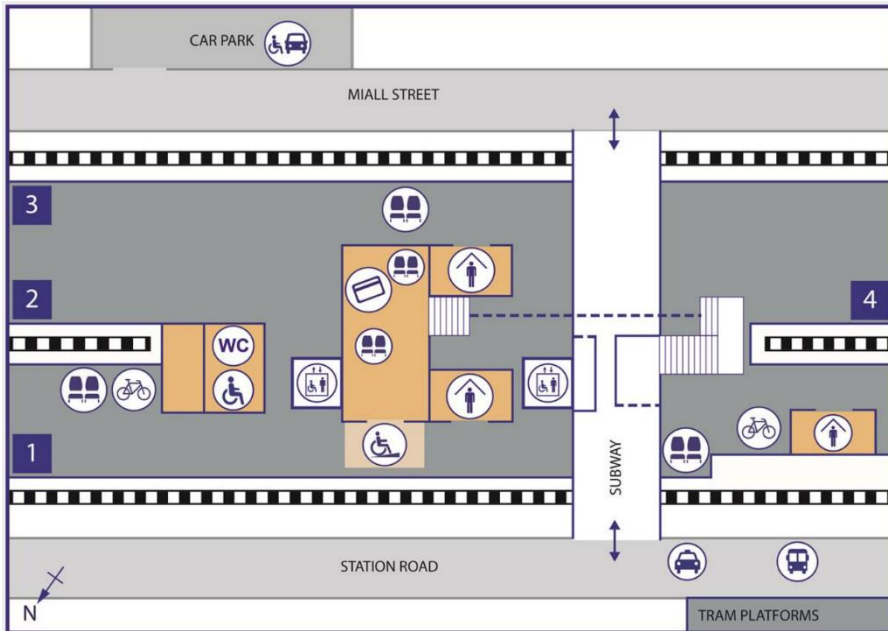 CAR PARK
MIALL STREET
3
2
4
WC
1
SUBWAY
STATION ROAD
N
TRAM PLATFORMS